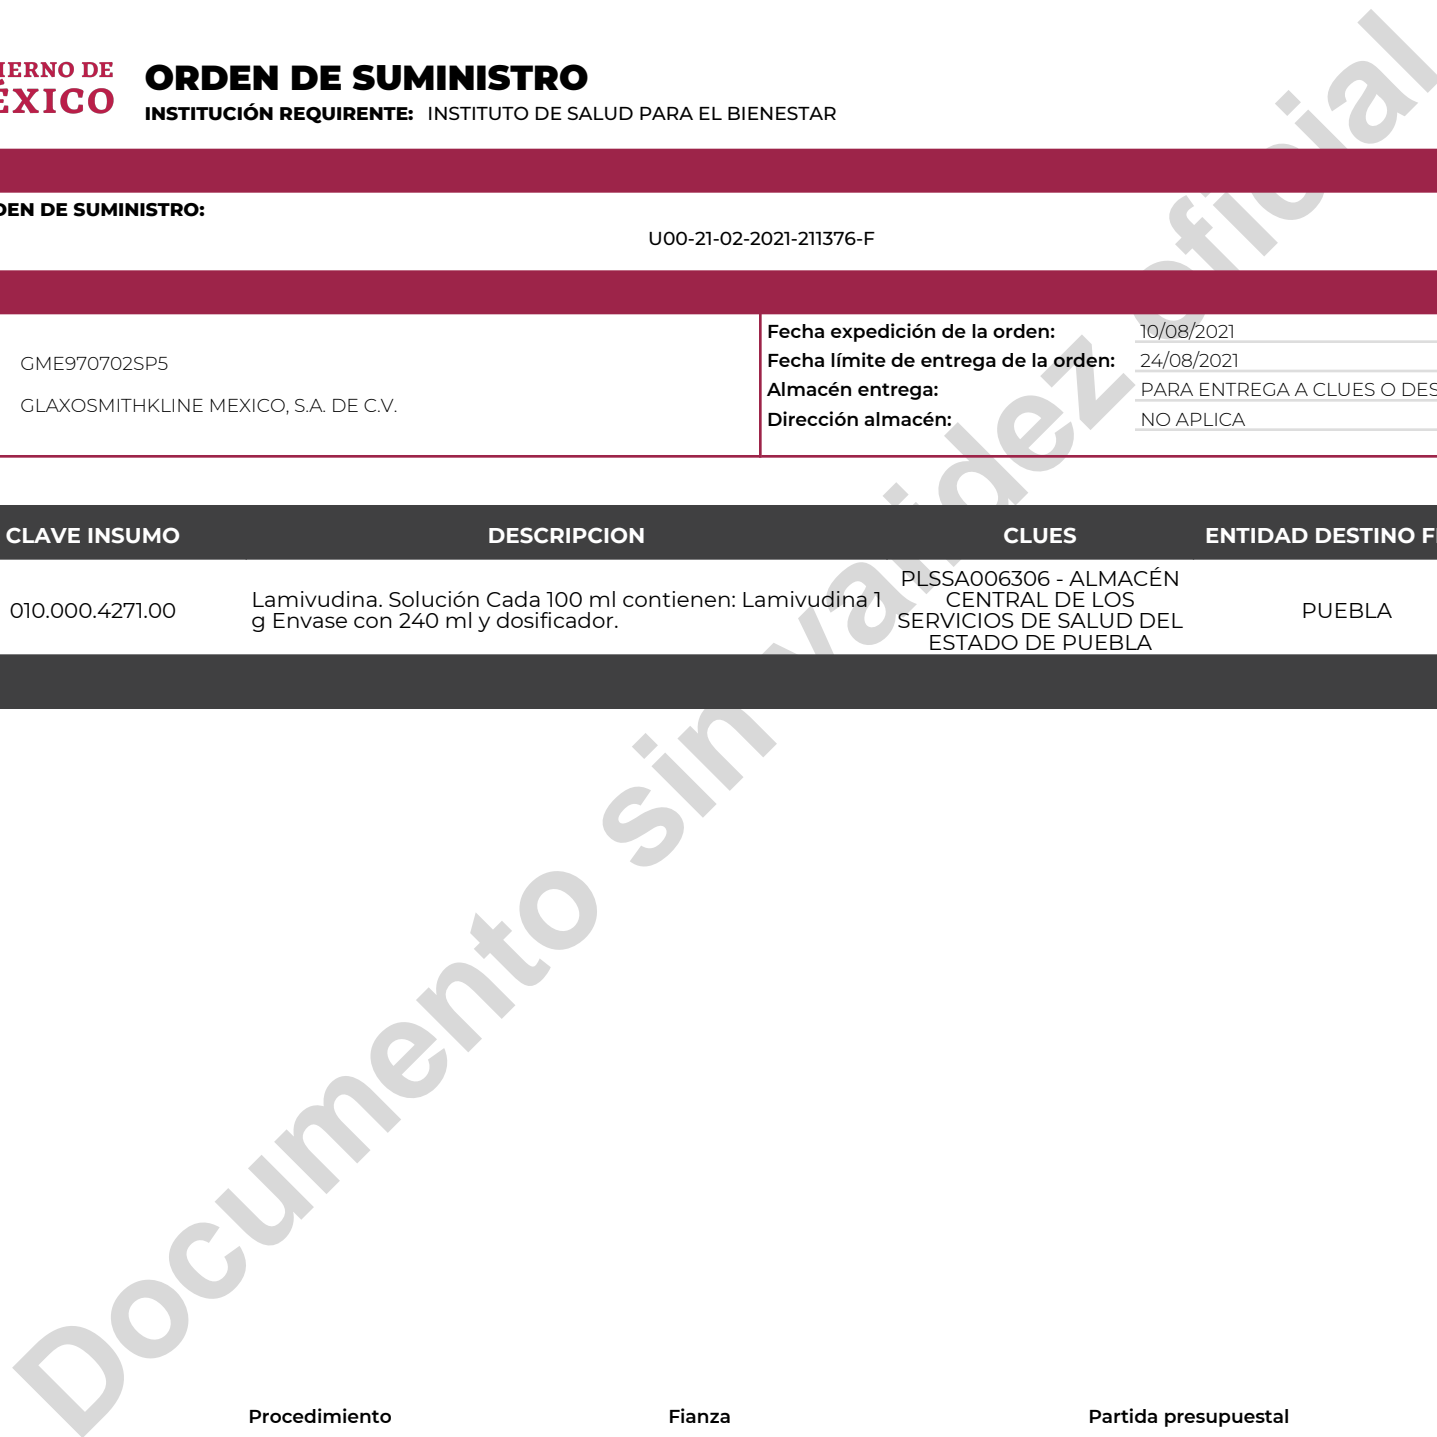 IERNO DE
ÉXICO
ORDEN DE SUMINISTRO
INSTITUCIÓN REQUIRENTE: INSTITUTO DE SALUD PARA EL BIENESTAR
DEN DE SUMINISTRO:
U00-21-02-2021-211376-F
GME970702SP5
GLAXOSMITHKLINE MEXICO, S.A. DE C.V.
Fecha expedición de la orden: 10/08/2021
Fecha límite de entrega de la orden: 24/08/2021
Almacén entrega: PARA ENTREGA A CLUES O DES
Dirección almacén: NO APLICA
CLAVE INSUMO DESCRIPCION CLUES ENTIDAD DESTINO F
010.000.4271.00
Lamivudina. Solución Cada 100 ml contienen: Lamivudina 1
g Envase con 240 ml y dosificador.
PLSSA006306 - ALMACÉN
CENTRAL DE LOS
SERVICIOS DE SALUD DEL
ESTADO DE PUEBLA
PUEBLA
Documento sin validez oficial
Procedimiento Fianza Partida presupuestal